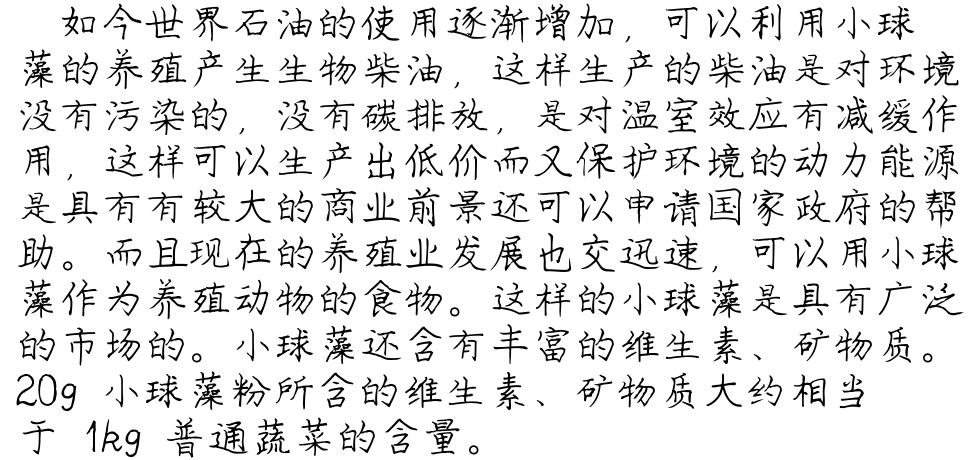 如今世界石油的使用逐渐增加，可以利用小球
藻的养殖产生生物柴油，这样生产的柴油是对环境
没有污染的，没有碳排放，是对温室效应有减缓作
用，这样可以生产出低价而又保护环境的动力能源
是具有有较大的商业前景还可以申请国家政府的帮
助。而且现在的养殖业发展也交迅速，可以用小球
藻作为养殖动物的食物。这样的小球藻是具有广泛
的市场的。小球藻还含有丰富的维生素、矿物质。
20g 小球藻粉所含的维生素、矿物质大约相当
于 1kg 普通蔬菜的含量。